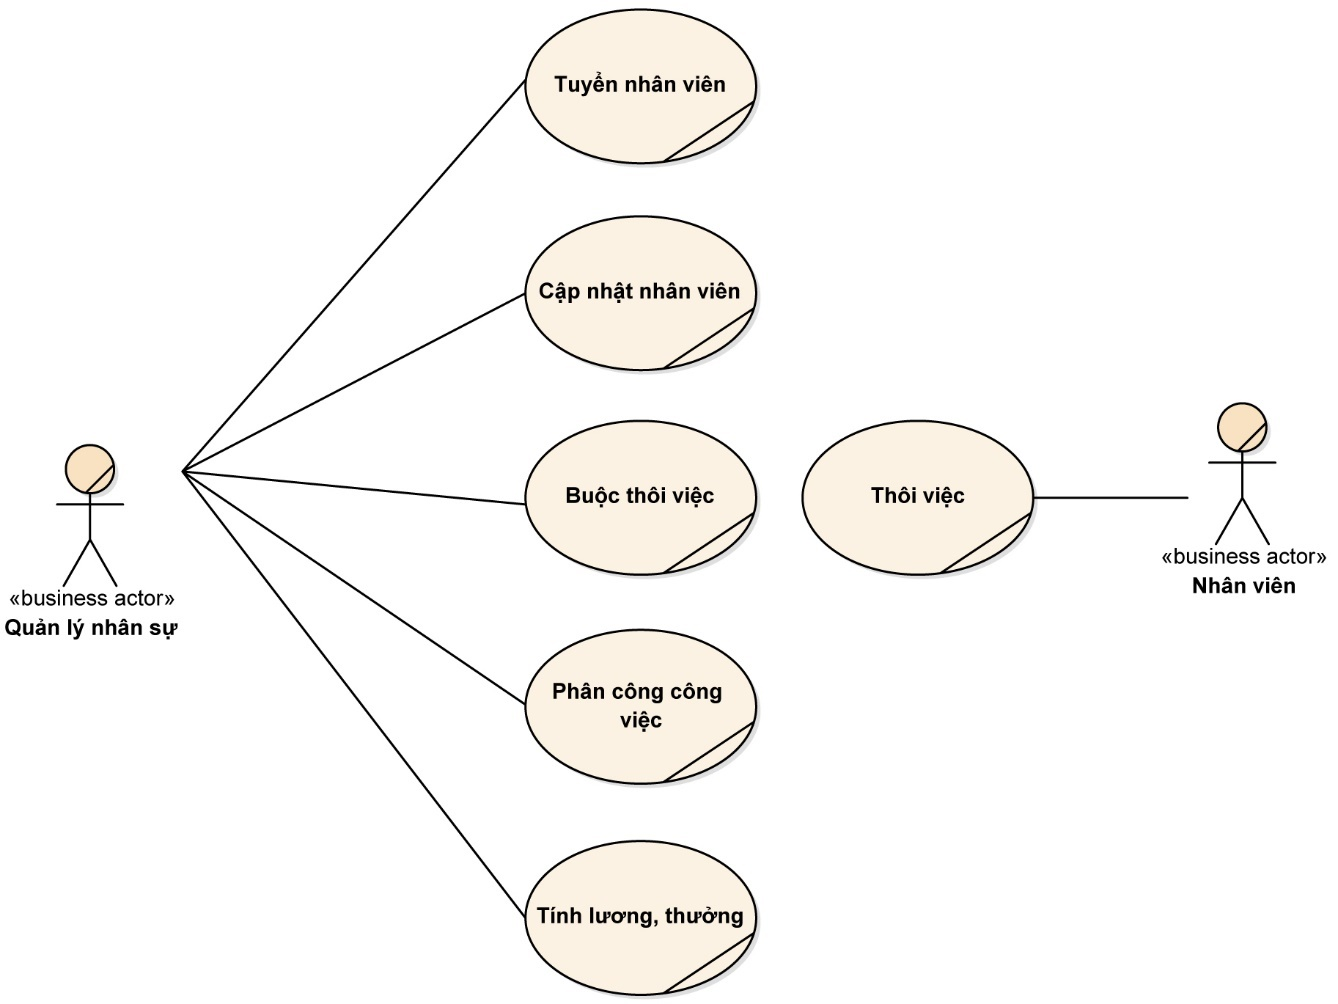 Tuyển nhân viên
Cập nhật nhân viên
Buộc thôi việc
Thôi việc
«business actor»
Nhân viên
«business actor»
Quản lý nhân sự
Phân công công
việc
Tính lương, thưởng